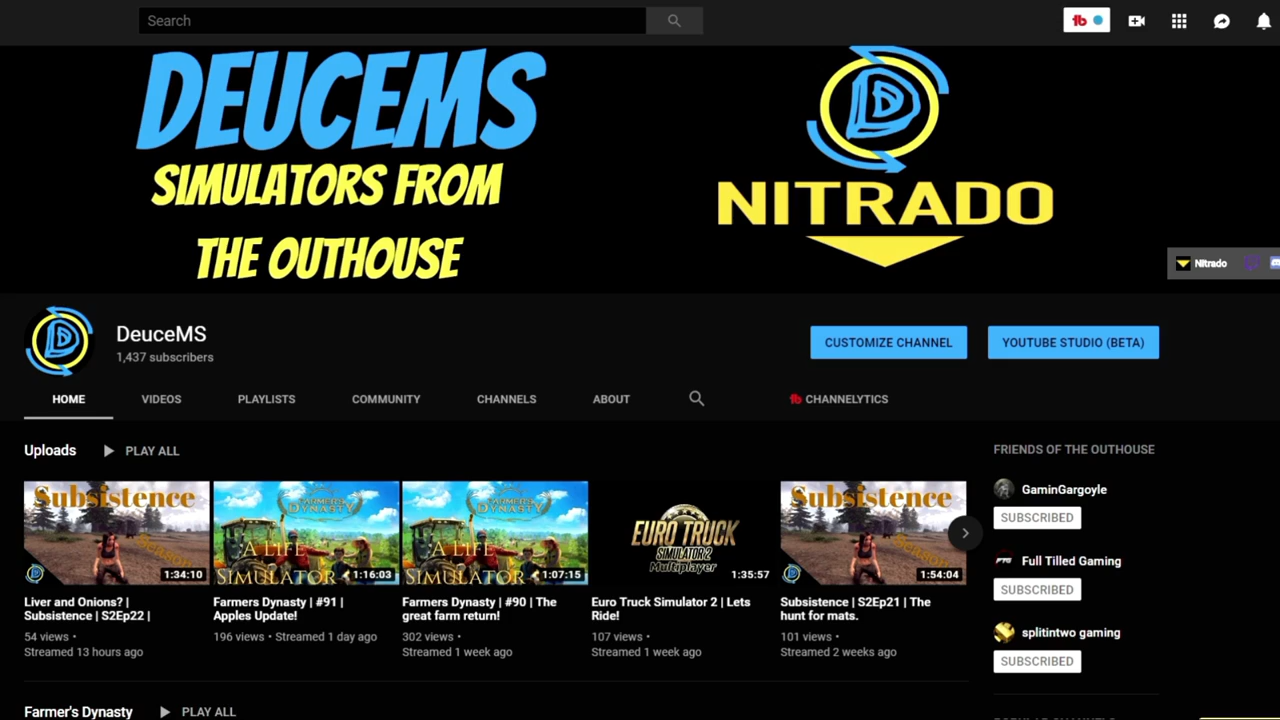 Search
tb
DEUCEMS
SIMULATORS FROM
THE OUTHOUSE
D
NITRADO
Nitrado
D
DeuceMS
1,437 subscribers
CUSTOMIZE CHANNEL
YOUTUBE STUDIO (BETA)
HOME
VIDEOS
PLAYLISTS
COMMUNITY
CHANNELS
ABOUT
tb CHANNELYTICS
Uploads
PLAY ALL
FRIENDS OF THE OUTHOUSE
Subsistence
SEASON
1:34:10
Liver and Onions? |
Subsistence | S2Ep22 |
54 views •
Streamed 13 hours ago
FARMER'S
DYNASTY
A LIFE
SIMULATOR
1:16:03
Farmers Dynasty | #91 |
Apples Update!
196 views • Streamed 1 day ago
FARMER'S
DYNASTY
A LIFE
SIMULATOR
1:07:15
Farmers Dynasty | #90 | The
great farm return!
302 views •
Streamed 1 week ago
EURO TRUCK
SIMULATOR 2
Multiplayer
1:35:57
Euro Truck Simulator 2 | Lets
Ride!
107 views •
Streamed 1 week ago
Subsistence
SEASON
1:54:04
Subsistence | S2Ep21 | The
hunt for mats.
101 views •
Streamed 2 weeks ago
GaminGargoyle
SUBSCRIBED
FTG
Full Tilled Gaming
SUBSCRIBED
splitintwo gaming
SUBSCRIBED
Farmer's Dynasty
PLAY ALL